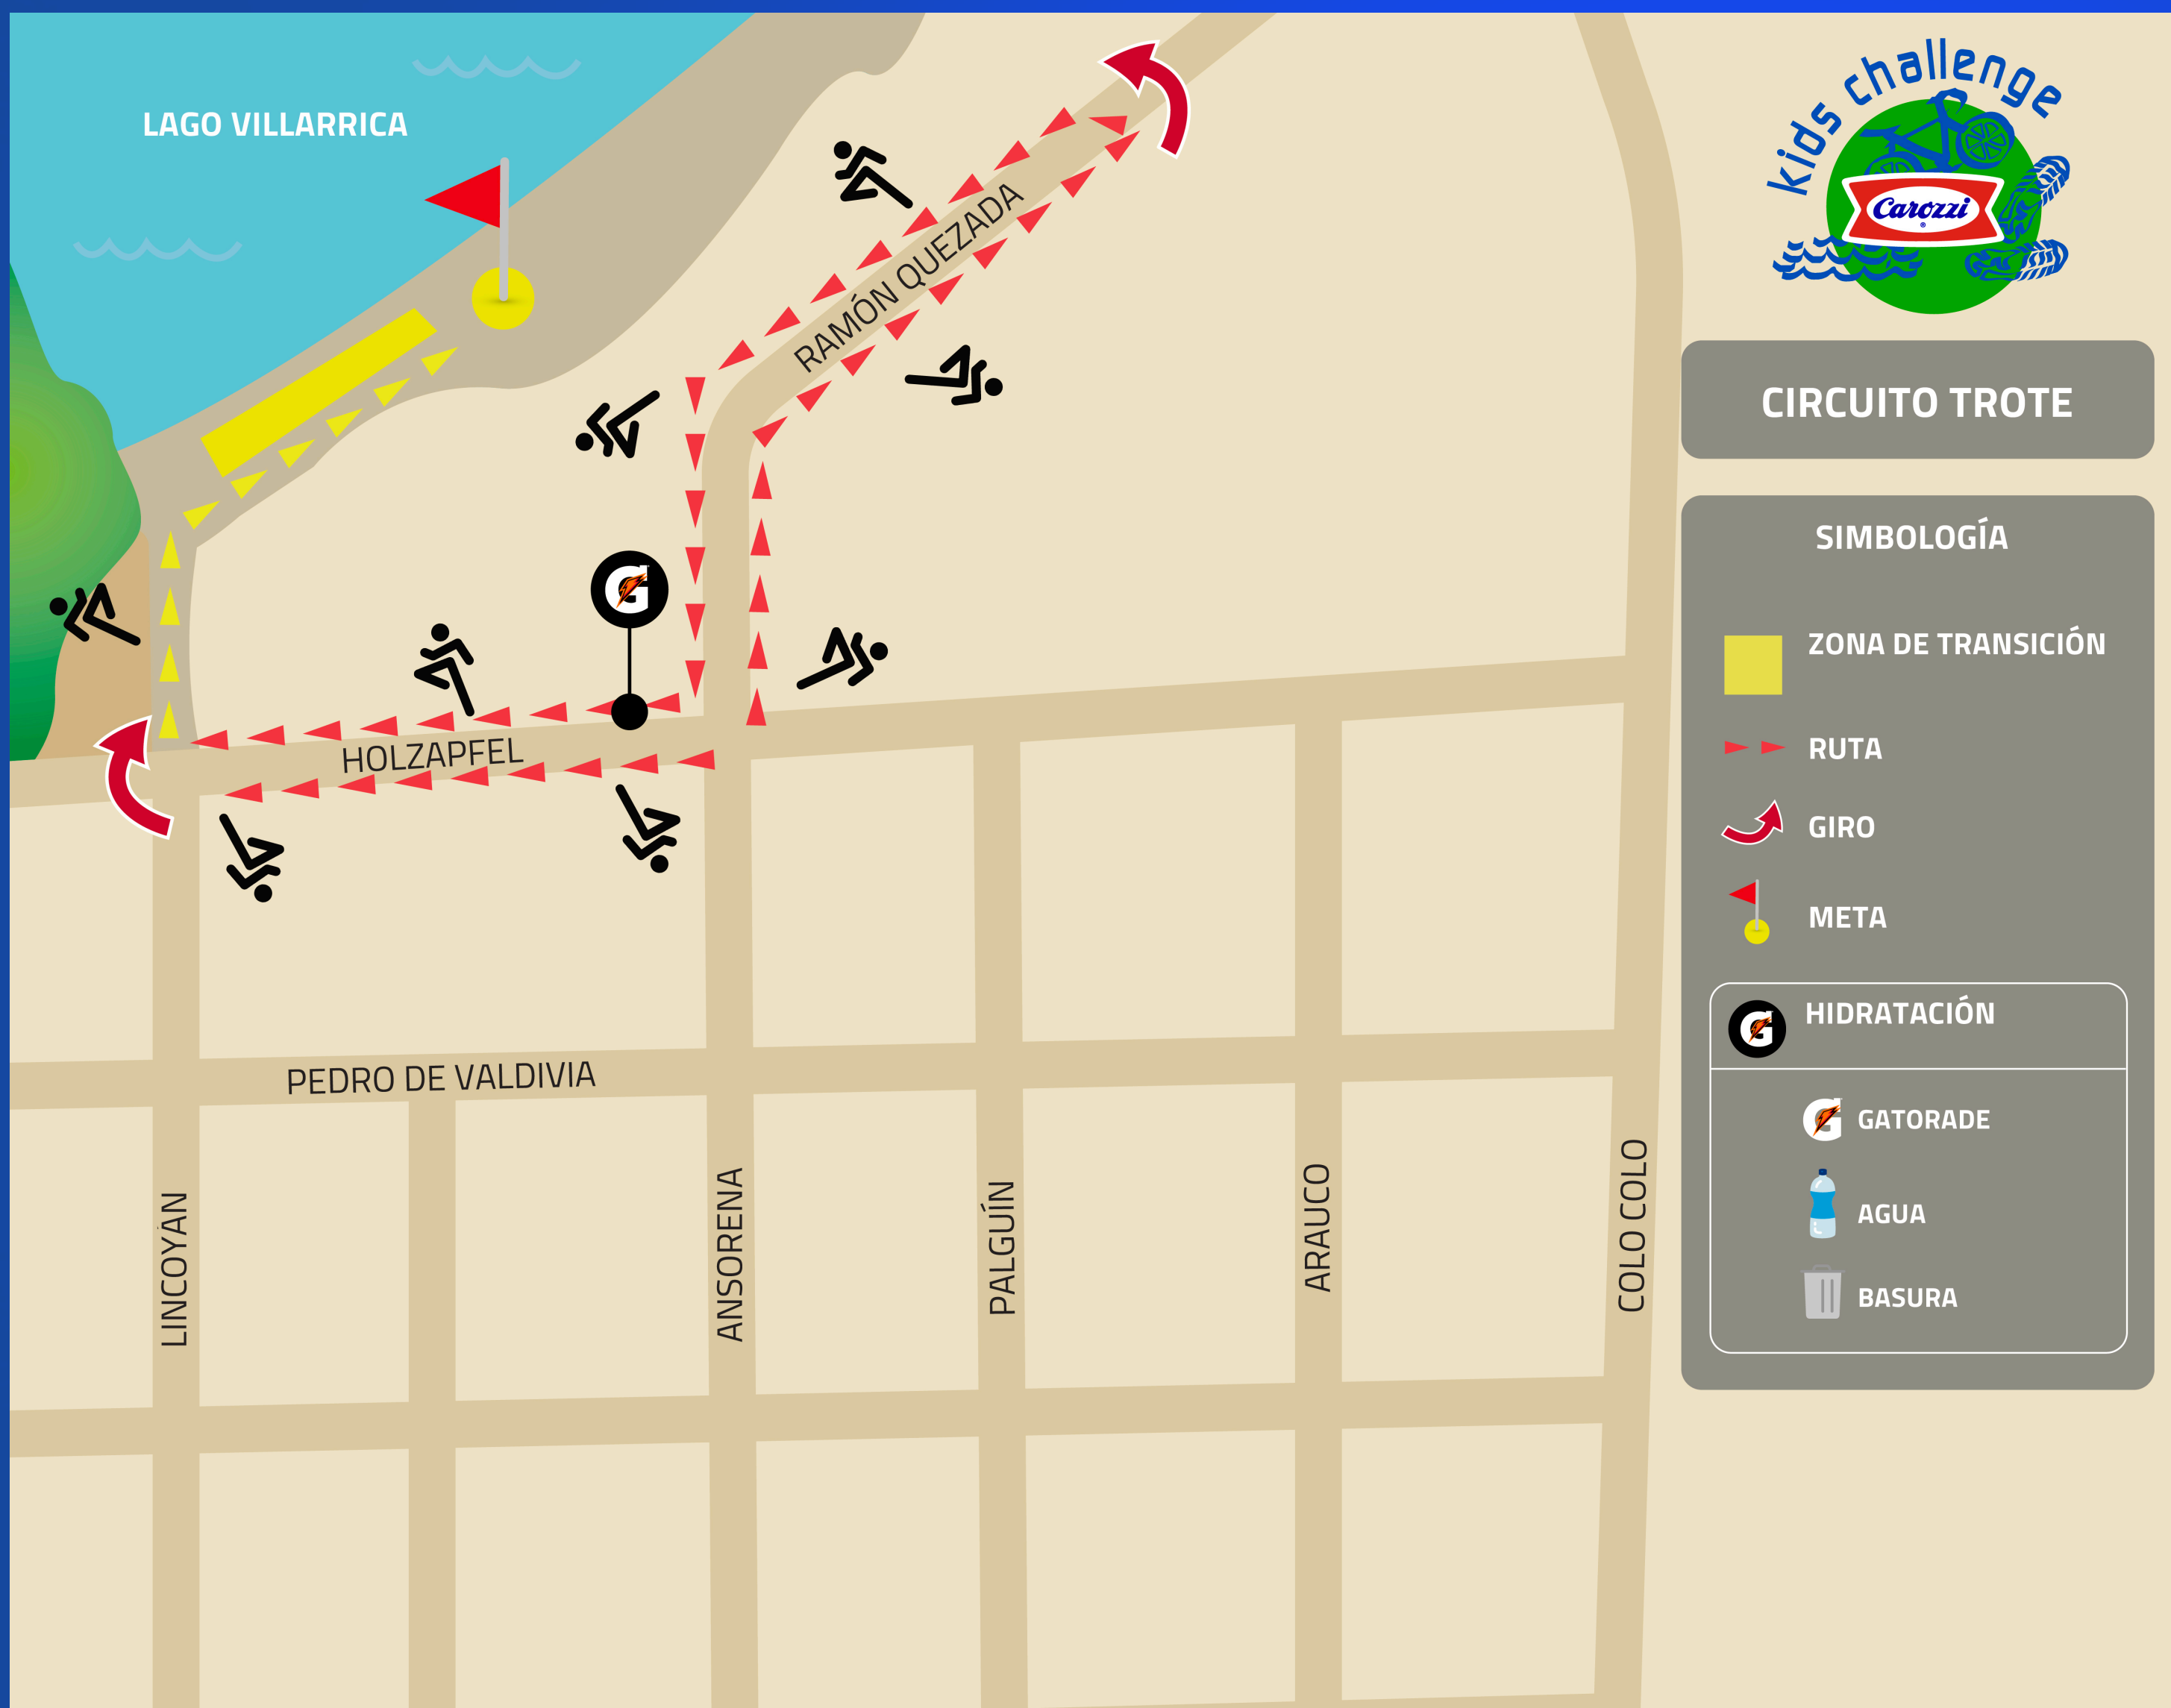 LAGO VILLARRICA
RAMÓN QUEZADA
HOLZAPFEL
PEDRO DE VALDIVIA
LINCOYÁN
ANSORENA
PALGUÍN
ARAUCO
COLO COLO
G
kids challenge
Carozzi
®
CIRCUITO TROTE
SIMBOLOGÍA
ZONA DE TRANSICIÓN
RUTA
GIRO
META
G HIDRATACIÓN
G GATORADE
AGUA
BASURA